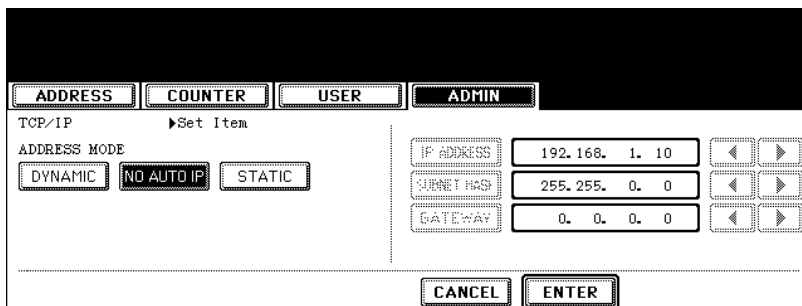 ADDRESS COUNTER USER ADMIN
TCP/IP ▶Set Item
ADDRESS MODE
DYNAMIC NO AUTO IP STATIC
IP ADDRESS 192.168. 1. 10
SUBNET MASK 255.255. 0. 0
GATEWAY 0. 0. 0. 0
CANCEL ENTER